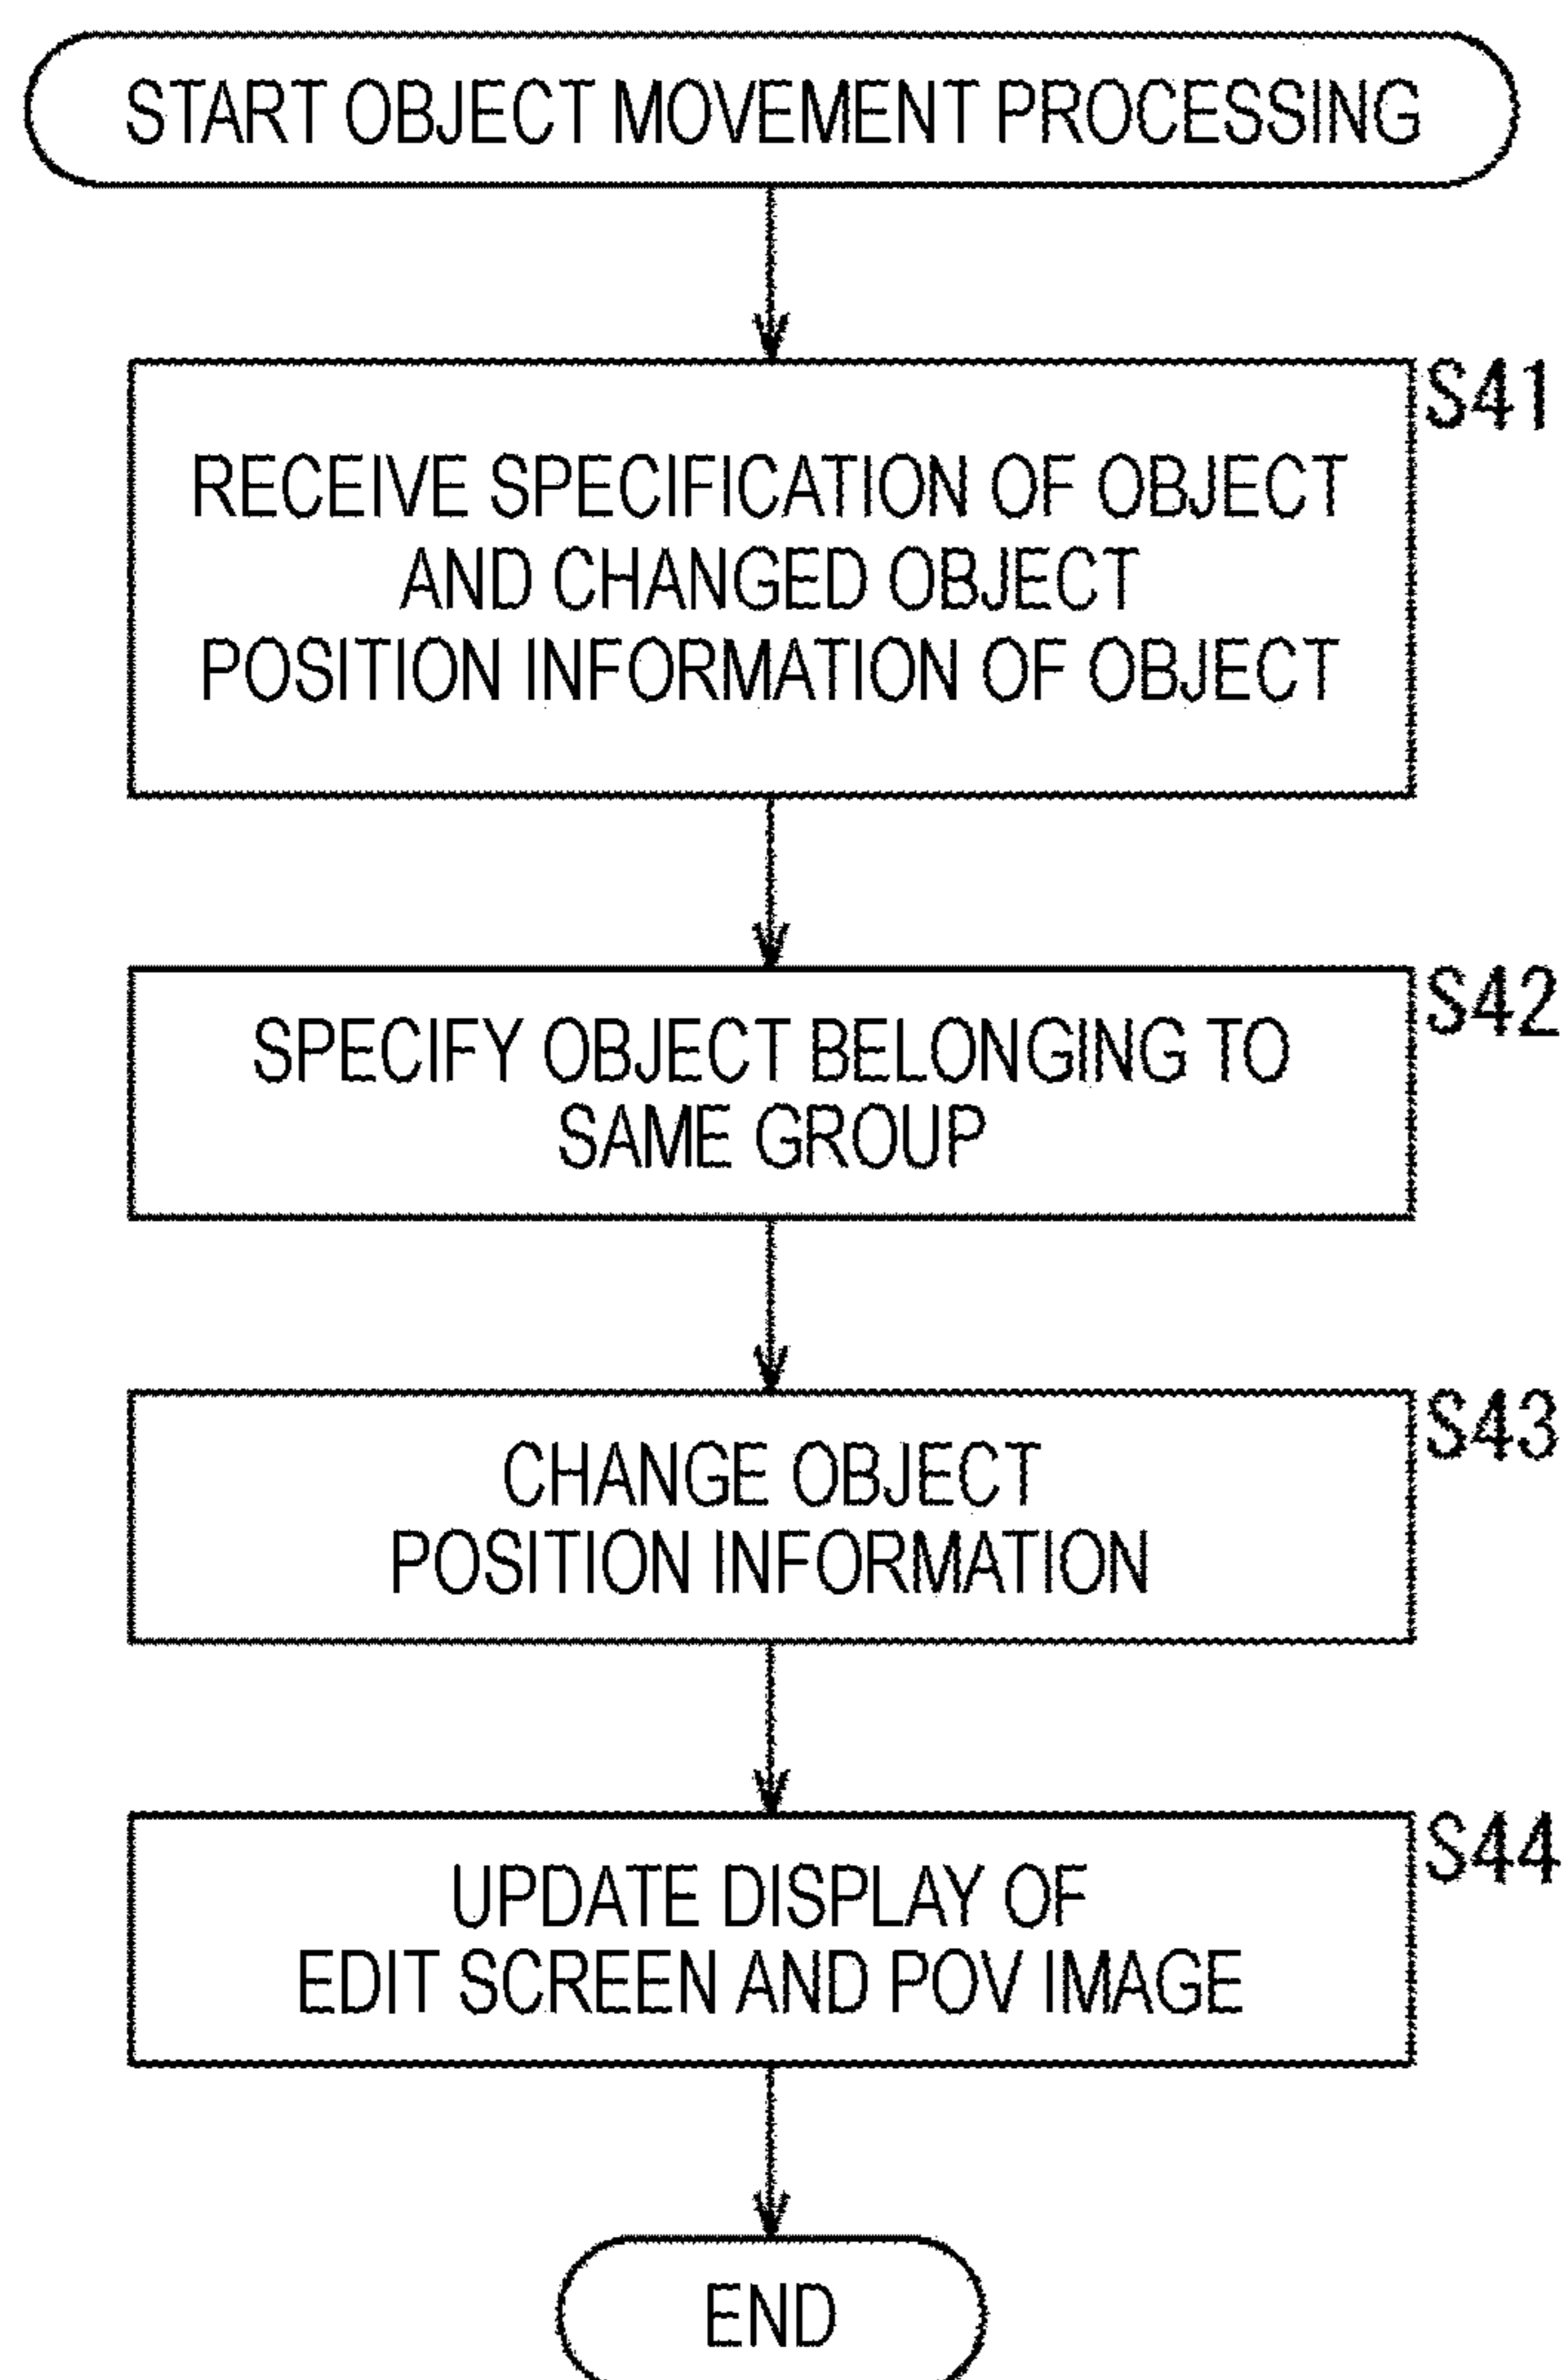 START OBJECT MOVEMENT PROCESSING
S41
RECEIVE SPECIFICATION OF OBJECT
AND CHANGED OBJECT
POSITION INFORMATION OF OBJECT
S42
SPECIFY OBJECT BELONGING TO
SAME GROUP
S43
CHANGE OBJECT
POSITION INFORMATION
S44
UPDATE DISPLAY OF
EDIT SCREEN AND POV IMAGE
END